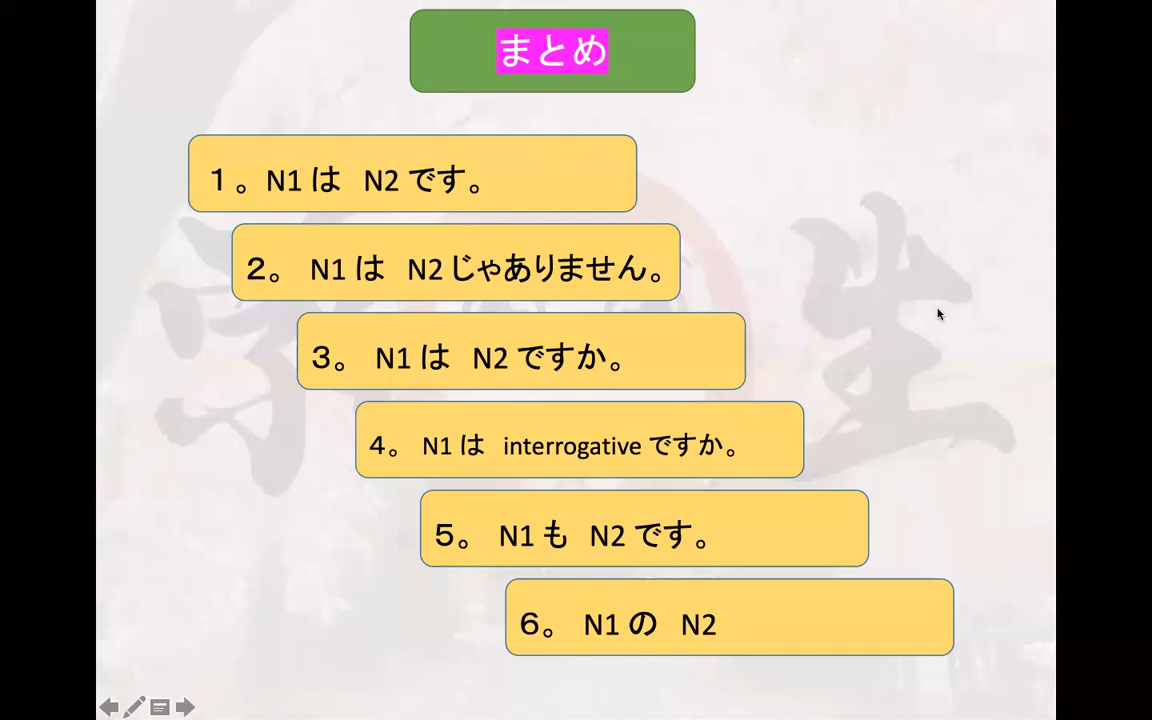 まとめ
１。N1 は N2 です。
２。 N1 は N2 じゃありません。
３。 N1 は N2 ですか。
４。 N1 は interrogative ですか。
５。 N1 も N2 です。
６。 N1 の N2